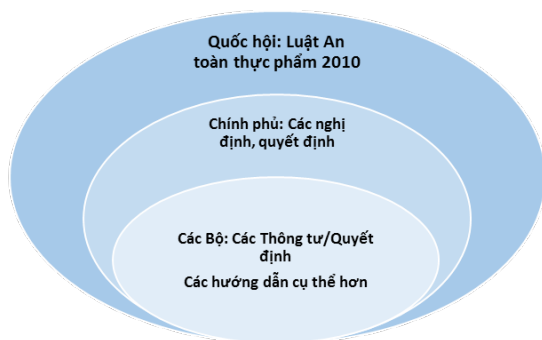 Quốc hội: Luật An
toàn thực phẩm 2010
Chính phủ: Các nghị
định, quyết định
Các Bộ: Các Thông tư/Quyết
định
Các hướng dẫn cụ thể hơn